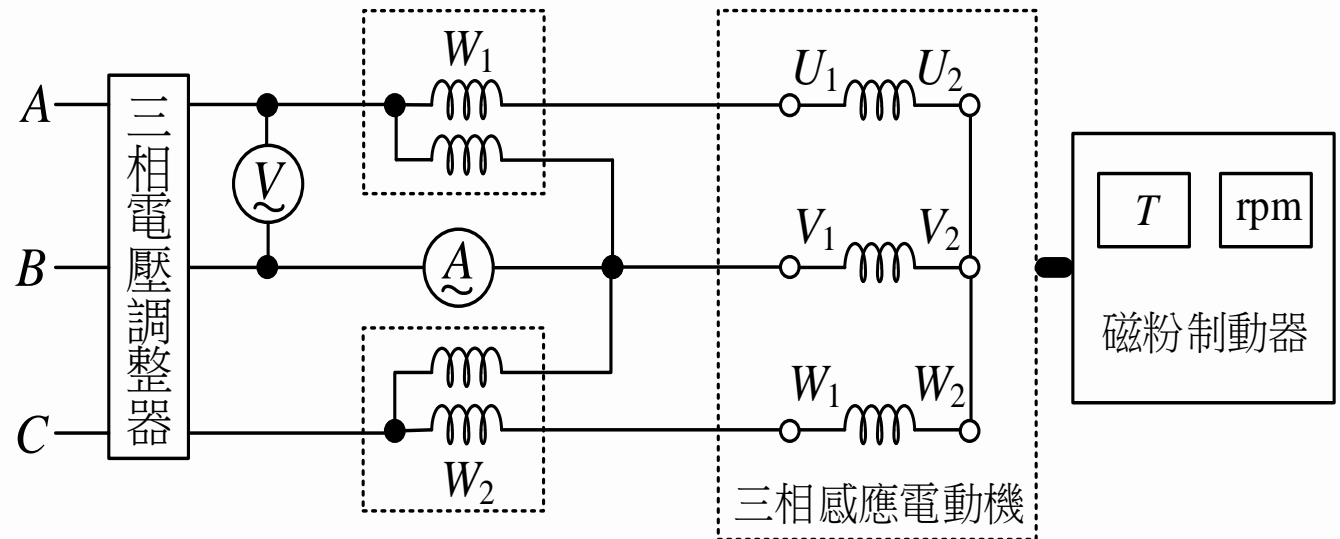 W1
U1 U2
A
三相電壓調整器
V
T rpm
V1 V2
B
A
磁粉制動器
W1 W2
C
W2
三相感應電動機